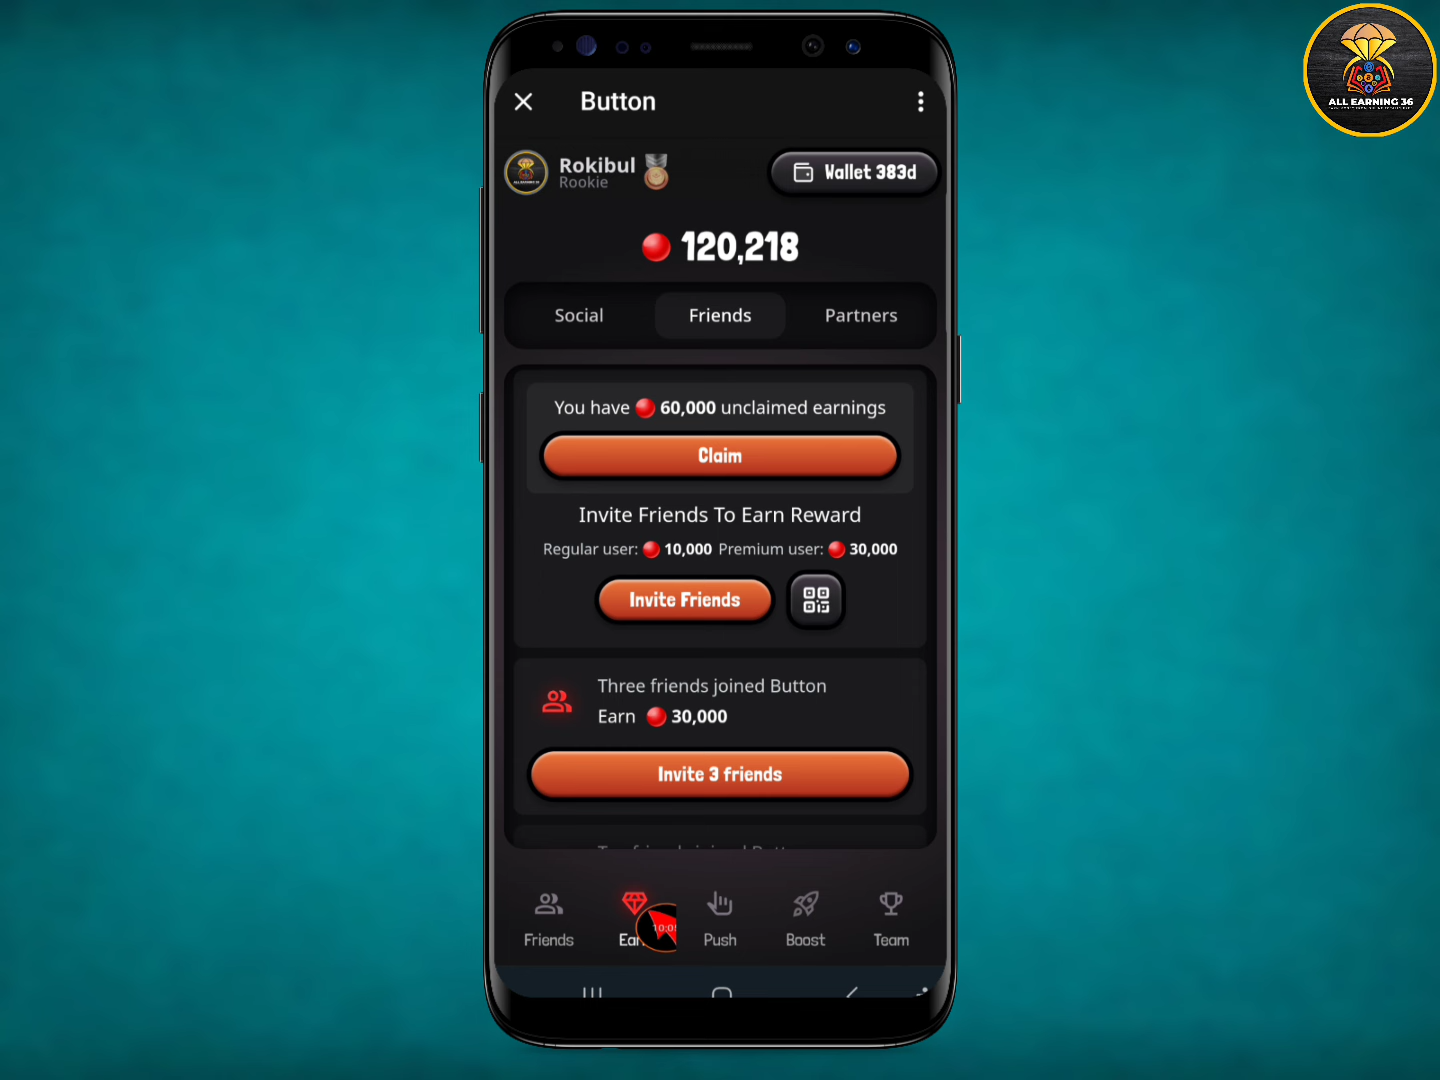 ALL EARNING 36
Button
Rokibul
Rookie
Wallet 383d
120,218
Social Friends Partners
You have 60,000 unclaimed earnings
Claim
Invite Friends To Earn Reward
Regular user: 10,000 Premium user: 30,000
Invite Friends
Three friends joined Button
Earn 30,000
Invite 3 friends
Friends Earn Push Boost Team